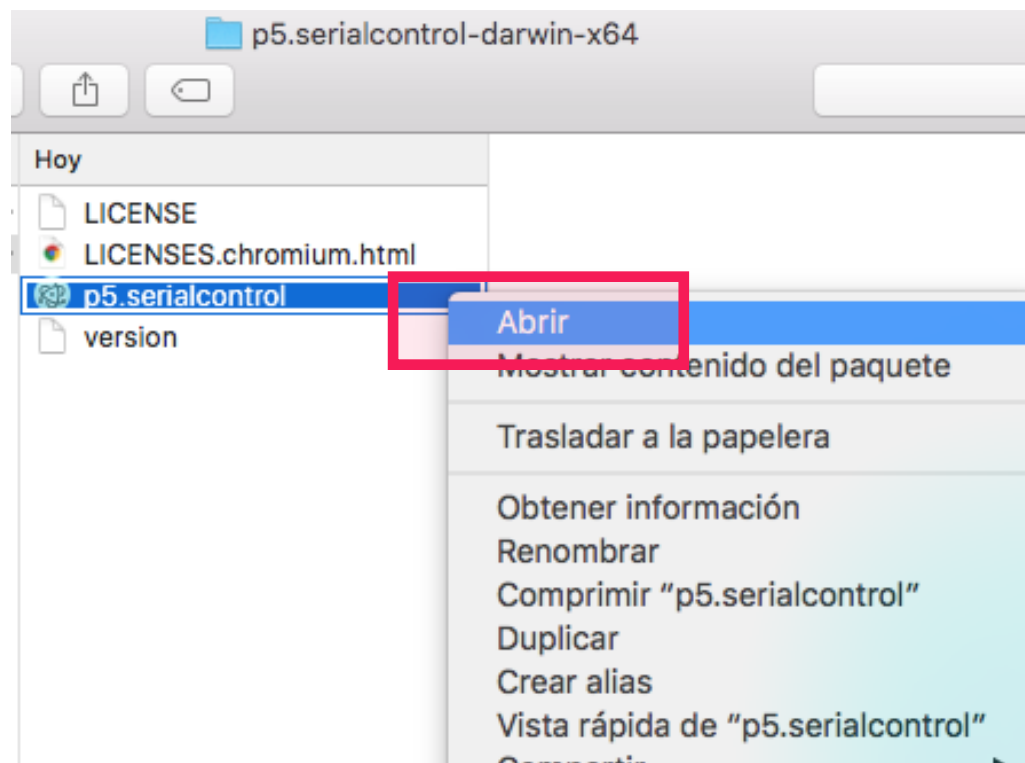 p5.serialcontrol-darwin-x64
Hoy
LICENSE
LICENSES.chromium.html
p5.serialcontrol
version
Abrir
Mostrar contenido del paquete
Trasladar a la papelera
Obtener información
Renombrar
Comprimir “p5.serialcontrol”
Duplicar
Crear alias
Vista rápida de “p5.serialcontrol”
Compartir